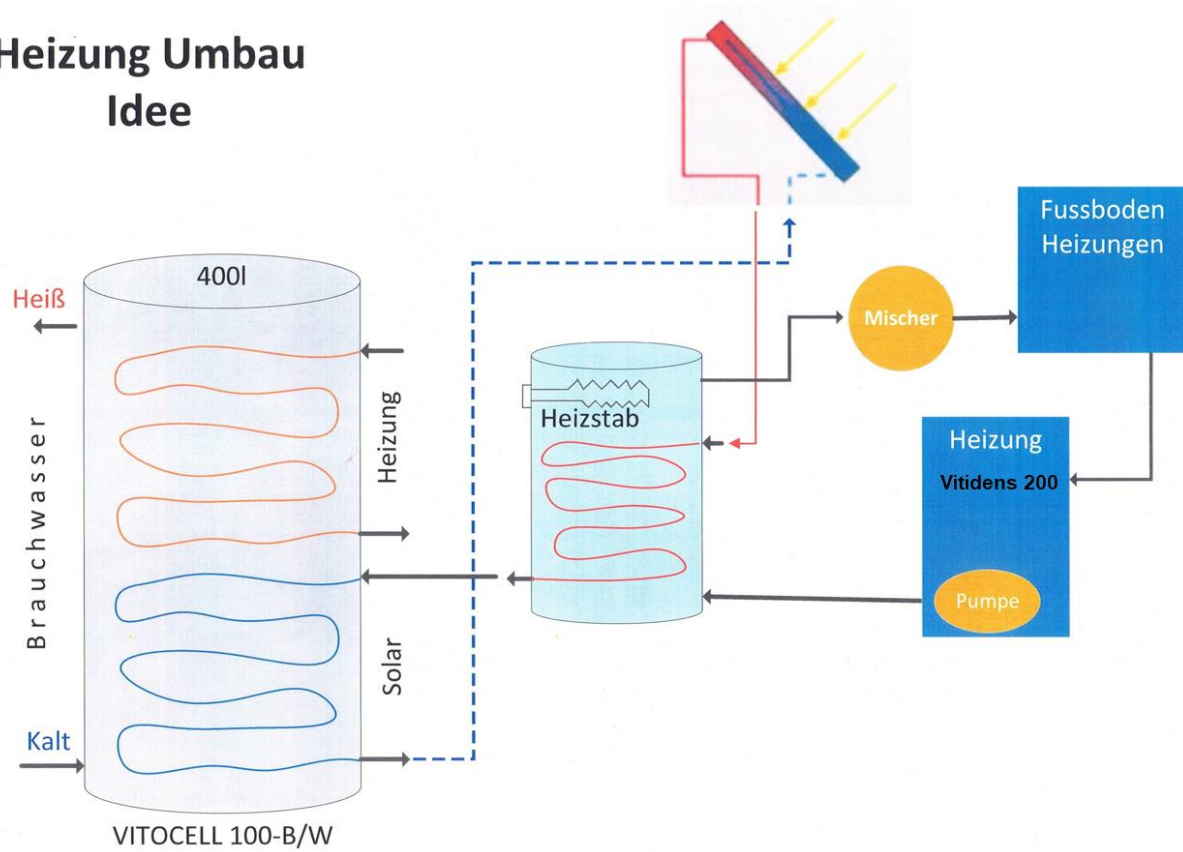 Heizung Umbau
Idee
400l
Heiß
Brauchwasser
Heizung
Solar
Kalt
VITOCELL 100-B/W
Heizstab
Mischer
Fussboden
Heizungen
Heizung
Vitidens 200
Pumpe